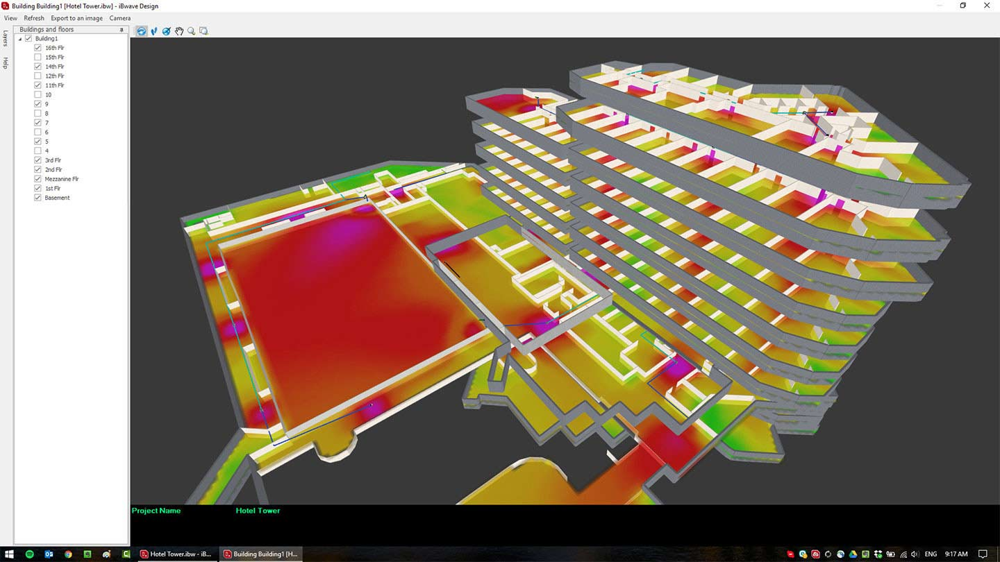 Building Building1 [Hotel Tower.ibw] - iBwave Design
View Refresh Export to an image Camera
Layers
Help
Buildings and floors
Building1
16th Flr
15th Flr
14th Flr
12th Flr
11th Flr
10
9
8
7
6
5
4
3rd Flr
2nd Flr
Mezzanine Flr
1st Flr
Basement
Project Name Hotel Tower
Hotel Tower.ibw - iB...
Building Building1 [H...
ENG 9:17 AM